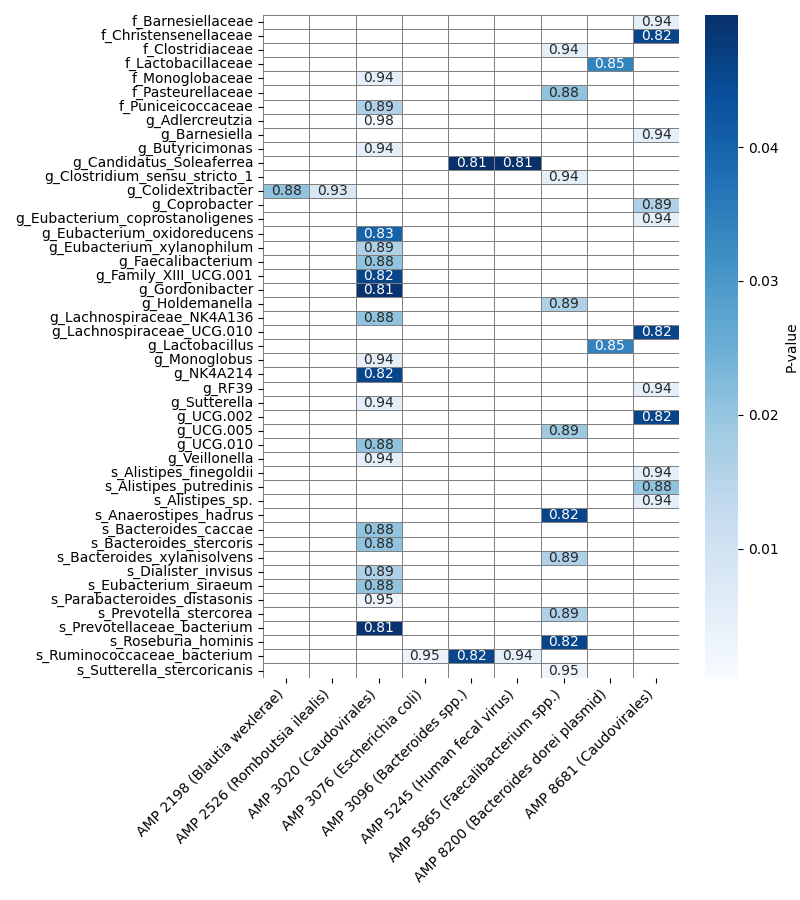 f_Barnesiellaceae 0.94
f_Christensenellaceae 0.82
f_Clostridiaceae 0.94
f_Lactobacillaceae 0.85
f_Monoglobaceae 0.94
f_Pasteurellaceae 0.88
f_Puniceicoccaceae 0.89
g_Adlercreutzia 0.98
g_Barnesiella 0.94
g_Butyricimonas 0.94
g_Candidatus_Soleaferrea 0.81 0.81
g_Clostridium_sensu_stricto_1 0.94
g_Colidextribacter 0.88 0.93
g_Coprobacter 0.89
g_Eubacterium_coprostanoligenes 0.94
g_Eubacterium_oxidoreducens 0.83
g_Eubacterium_xylanophilum 0.89
g_Faecalibacterium 0.88
g_Family_XIII_UCG.001 0.82
g_Gordonibacter 0.81
g_Holdemanella 0.89
g_Lachnospiraceae_NK4A136 0.88
g_Lachnospiraceae_UCG.010 0.82
g_Lactobacillus 0.85
g_Monoglobus 0.94
g_NK4A214 0.82
g_RF39 0.94
g_Sutterella 0.94
g_UCG.002 0.82
g_UCG.005 0.89
g_UCG.010 0.88
g_Veillonella 0.94
s_Alistipes_finegoldii 0.94
s_Alistipes_putredinis 0.88
s_Alistipes_sp. 0.94
s_Anaerostipes_hadrus 0.82
s_Bacteroides_caccae 0.88
s_Bacteroides_stercoris 0.88
s_Bacteroides_xylanisolvens 0.89
s_Dialister_invisus 0.89
s_Eubacterium_siraeum 0.88
s_Parabacteroides_distasonis 0.95
s_Prevotella_stercorea 0.89
s_Prevotellaceae_bacterium 0.81
s_Roseburia_hominis 0.82
s_Ruminococcaceae_bacterium 0.95 0.82 0.94
s_Sutterella_stercoricanis 0.95
AMP 2198 (Blautia wexlerae)
AMP 2526 (Romboutsia ilealis)
AMP 3020 (Caudovirales)
AMP 3076 (Escherichia coli)
AMP 3096 (Bacteroides spp.)
AMP 5245 (Human fecal virus)
AMP 5865 (Faecalibacterium spp.)
AMP 8200 (Bacteroides dorei plasmid)
AMP 8681 (Caudovirales)
0.04
0.03
0.02
0.01
P-value